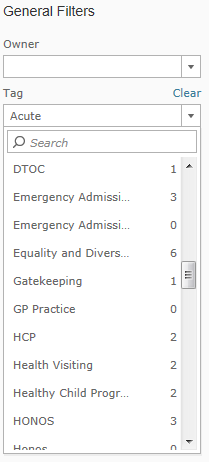 General Filters
Owner
Tag Clear
Acute
Search
DTOC 1
Emergency Admissi... 3
Emergency Admissi... 0
Equality and Divers... 6
Gatekeeping 1
GP Practice 0
HCP 2
Health Visiting 2
Healthy Child Progr... 2
HONOS 3
Honos 0